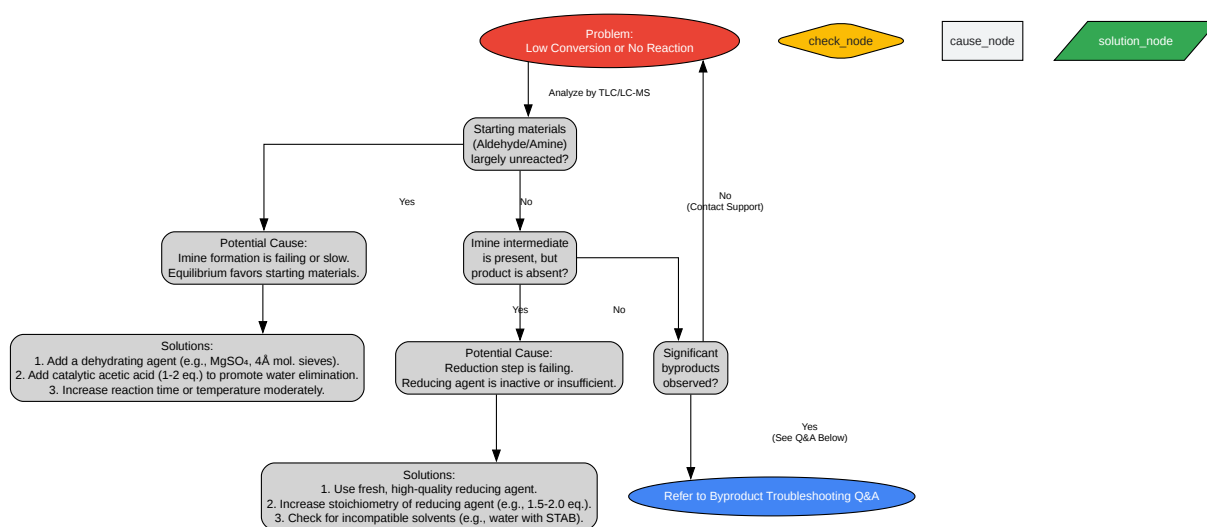 Problem:
Low Conversion or No Reaction
check_node
cause_node
solution_node
Analyze by TLC/LC-MS
Starting materials
(Aldehyde/Amine)
largely unreacted?
Yes
No
No
(Contact Support)
Potential Cause:
Imine formation is failing or slow.
Equilibrium favors starting materials.
Imine intermediate
is present, but
product is absent?
Yes
No
Solutions:
1. Add a dehydrating agent (e.g., MgSO₄, 4Å mol. sieves).
2. Add catalytic acetic acid (1-2 eq.) to promote water elimination.
3. Increase reaction time or temperature moderately.
Potential Cause:
Reduction step is failing.
Reducing agent is inactive or insufficient.
Significant
byproducts
observed?
Yes
(See Q&A Below)
Solutions:
1. Use fresh, high-quality reducing agent.
2. Increase stoichiometry of reducing agent (e.g., 1.5-2.0 eq.).
3. Check for incompatible solvents (e.g., water with STAB).
Refer to Byproduct Troubleshooting Q&A